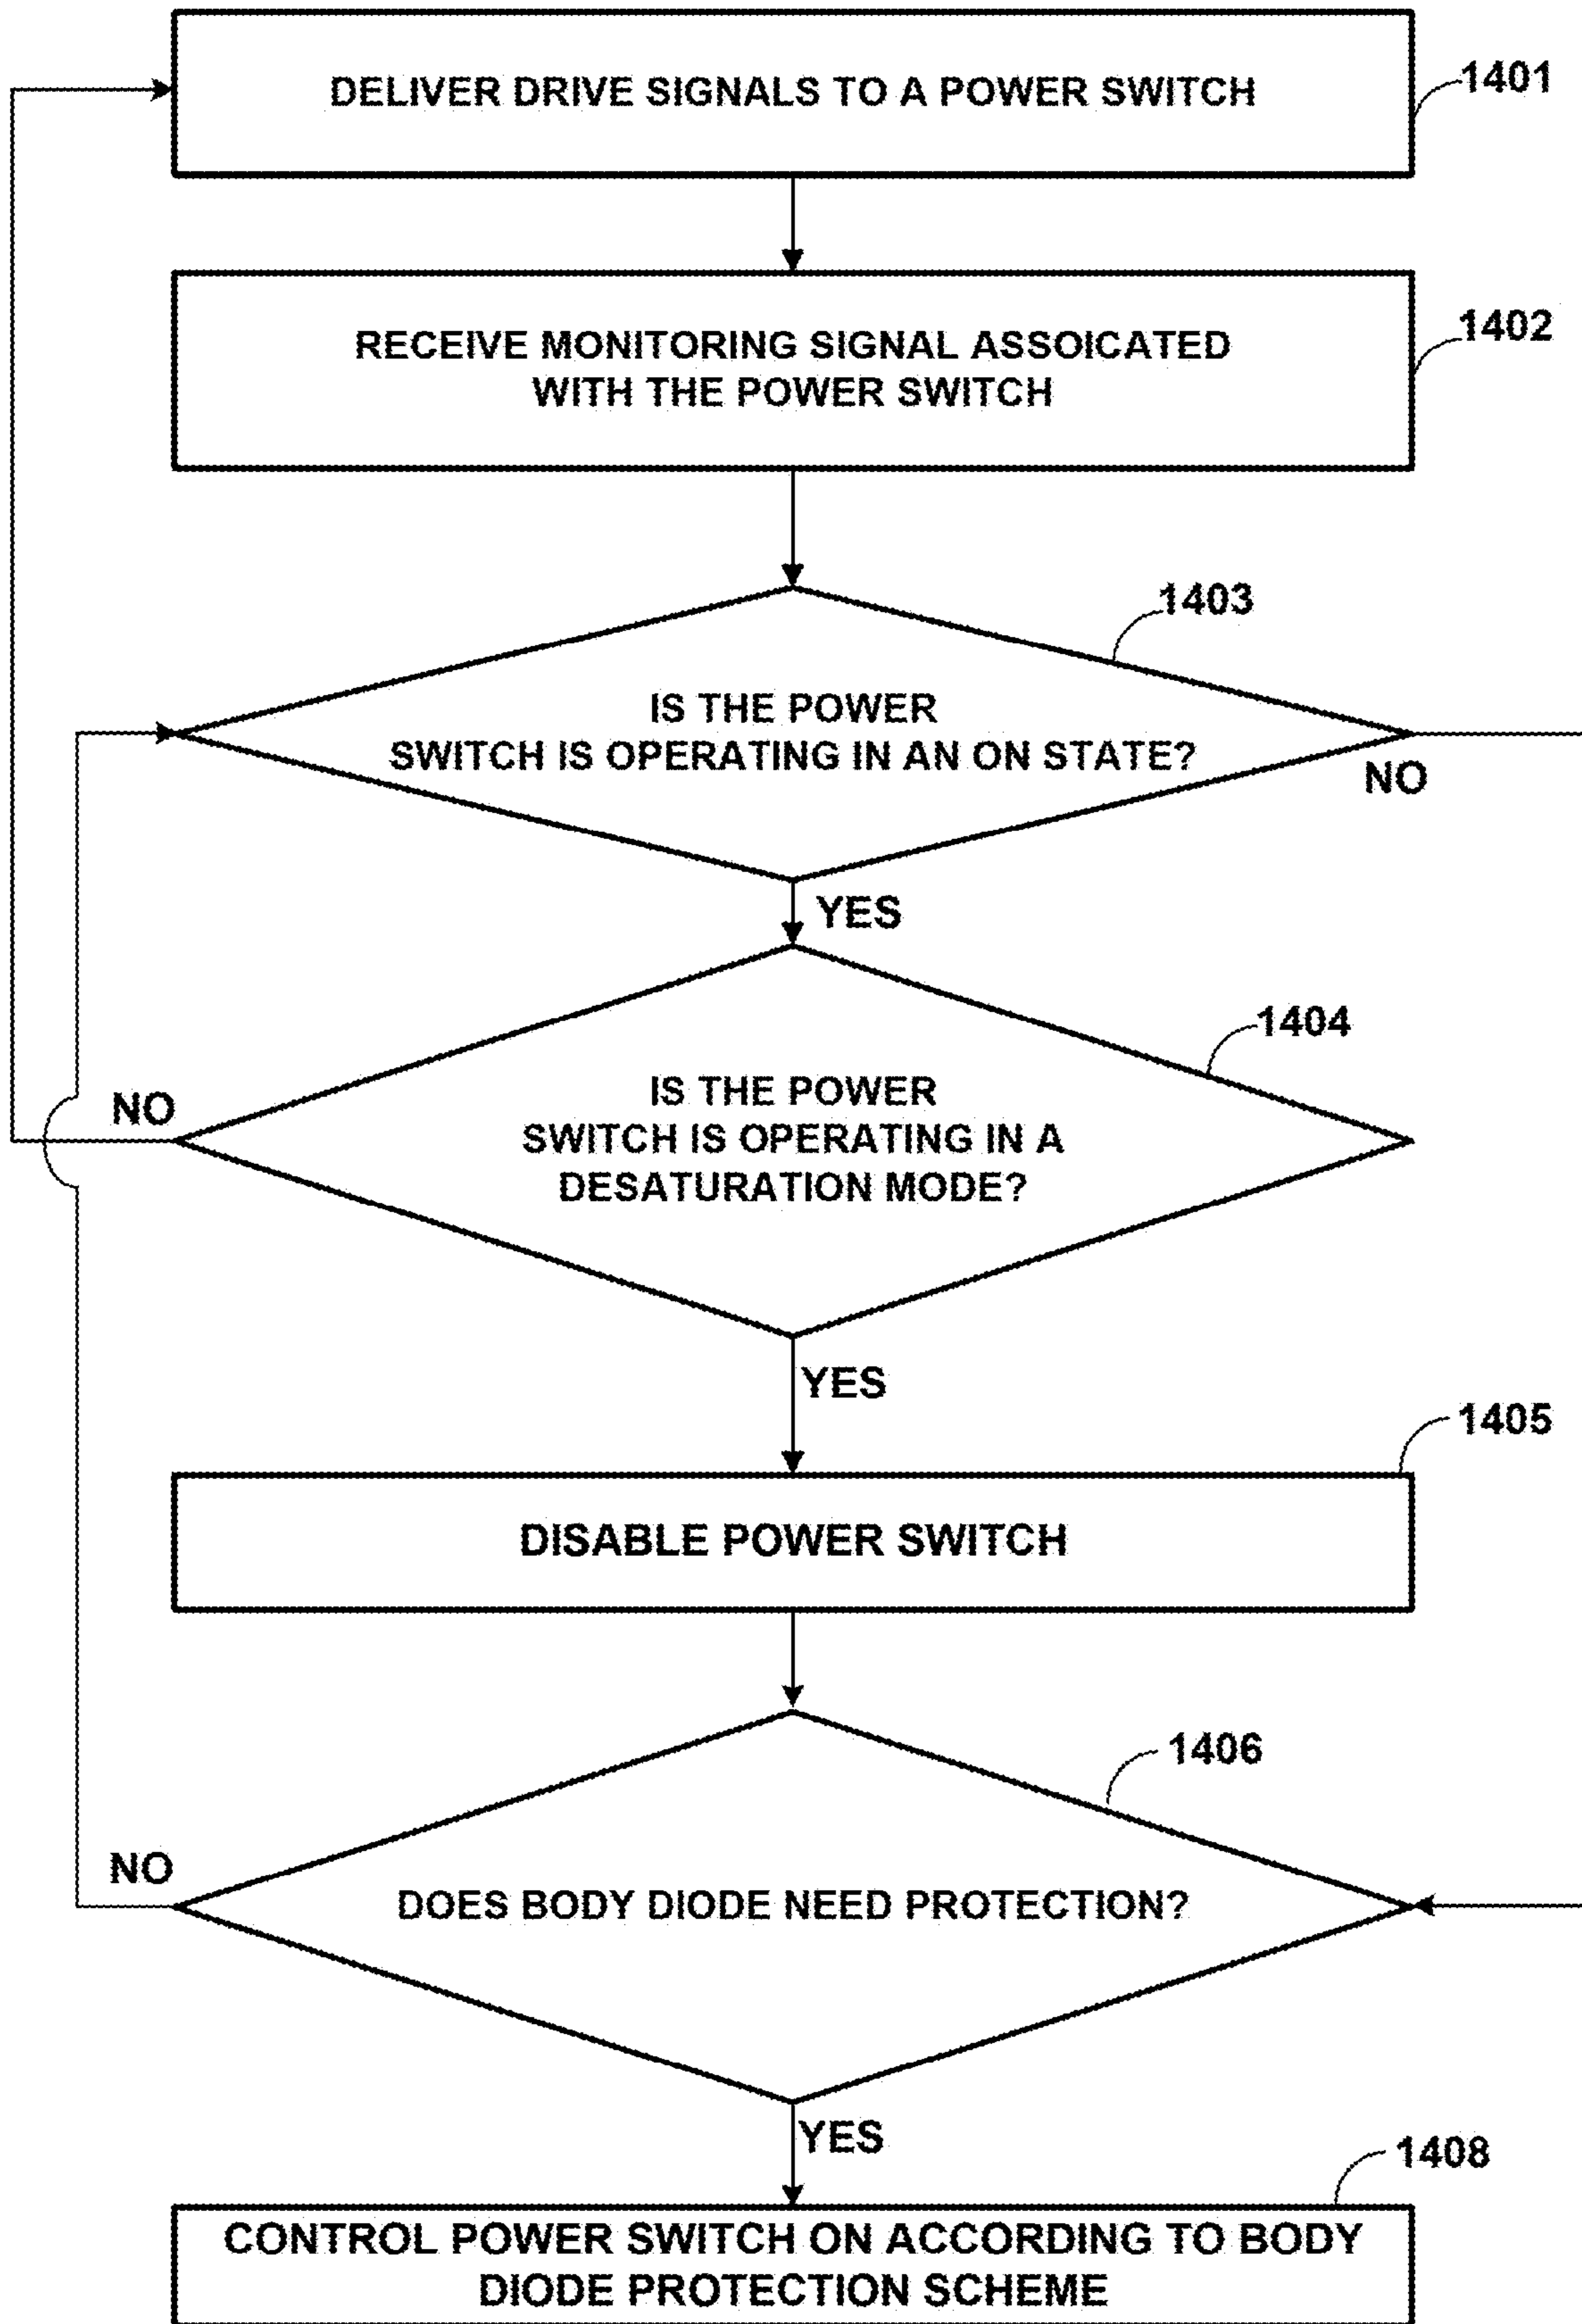 DELIVER DRIVE SIGNALS TO A POWER SWITCH
1401
RECEIVE MONITORING SIGNAL ASSOICATED
WITH THE POWER SWITCH
1402
1403
IS THE POWER
SWITCH IS OPERATING IN AN ON STATE?
NO
YES
1404
IS THE POWER
SWITCH IS OPERATING IN A
DESATURATION MODE?
NO
YES
1405
DISABLE POWER SWITCH
1406
DOES BODY DIODE NEED PROTECTION?
NO
YES
1408
CONTROL POWER SWITCH ON ACCORDING TO BODY
DIODE PROTECTION SCHEME